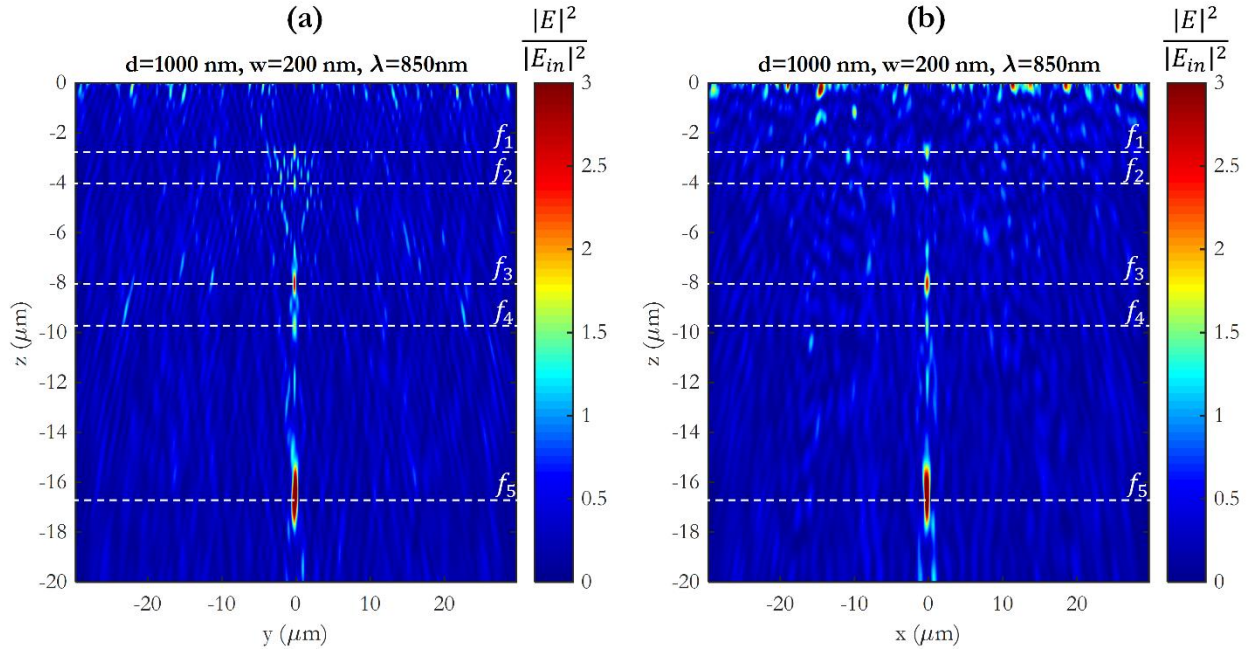 (a)
|E|²
|E_in|²
d=1000 nm, w=200 nm, λ=850nm
0
-2
-4
-6
-8
-10
-12
-14
-16
-18
-20
z (μm)
f₁
f₂
f₃
f₄
f₅
-20
-10
0
10
20
y (μm)
3
2.5
2
1.5
1
0.5
0
(b)
|E|²
|E_in|²
d=1000 nm, w=200 nm, λ=850nm
0
-2
-4
-6
-8
-10
-12
-14
-16
-18
-20
z (μm)
f₁
f₂
f₃
f₄
f₅
-20
-10
0
10
20
x (μm)
3
2.5
2
1.5
1
0.5
0